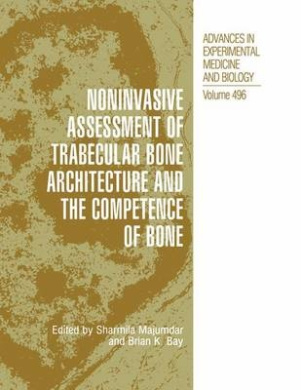 ADVANCES IN
EXPERIMENTAL
MEDICINE
AND BIOLOGY
Volume 496
NONINVASIVE
ASSESSMENT OF
TRABECULAR BONE
ARCHITECTURE AND
THE COMPETENCE
OF BONE
Edited by Sharmila Majumdar
and Brian K. Bay